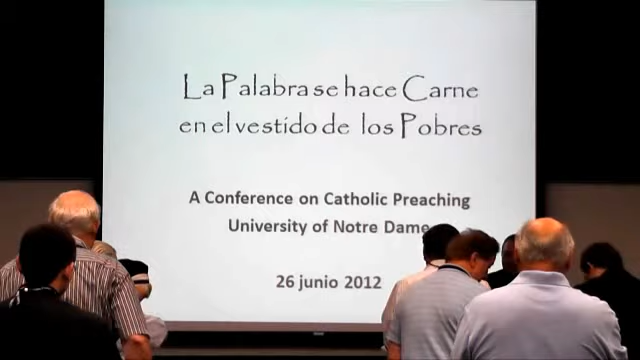 La Palabra se hace Carne
en el vestido de los Pobres
A Conference on Catholic Preaching
University of Notre Dame
26 junio 2012